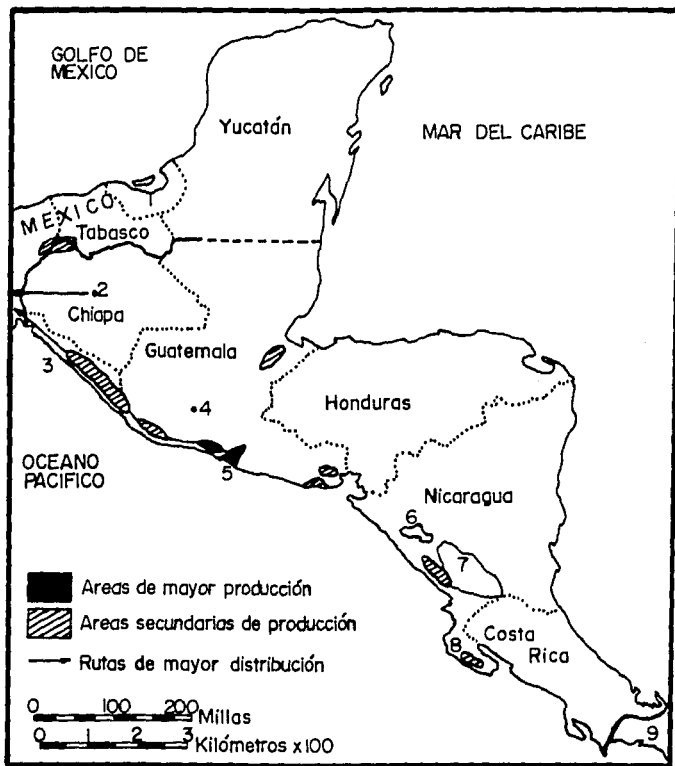 GOLFO DE
MEXICO
Yucatán
MAR DEL CARIBE
MEXICO
1
Tabasco
2
Chiapa
3
Guatemala
4
Honduras
OCEANO
PACIFICO
5
Nicaragua
6
7
Areas de mayor producción
Areas secundarias de producción
Costa
Rica
8
Rutas de mayor distribución
0 100 200
Millas
0 1 2 3
Kilómetros x 100
9